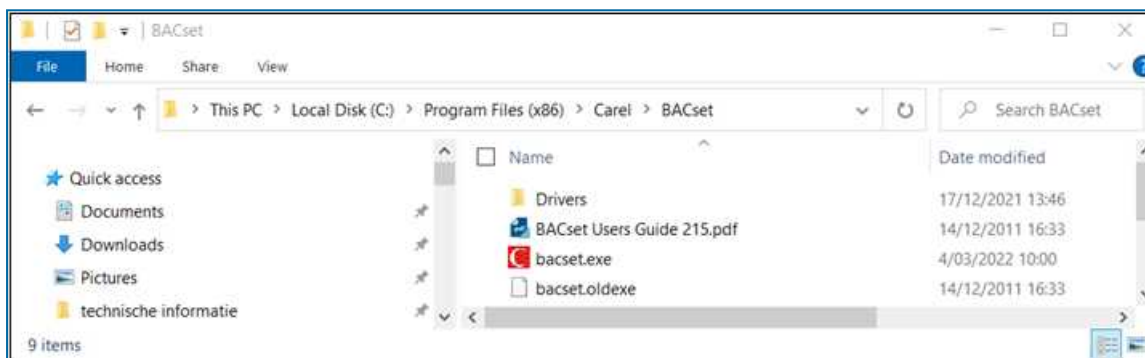 BACset
File Home Share View
This PC > Local Disk (C:) > Program Files (x86) > Carel > BACset
Search BACset
Name Date modified
Quick access
Documents
Downloads
Pictures
technische informatie
Drivers 17/12/2021 13:46
BACset Users Guide 215.pdf 14/12/2011 16:33
bacset.exe 4/03/2022 10:00
bacset.oldexe 14/12/2011 16:33
9 items